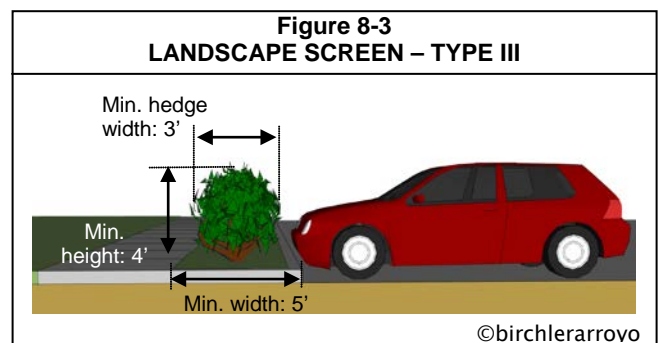 Figure 8-3
LANDSCAPE SCREEN – TYPE III
Min. hedge
width: 3’
Min.
height: 4’
Min. width: 5’
©birchlerarroyo